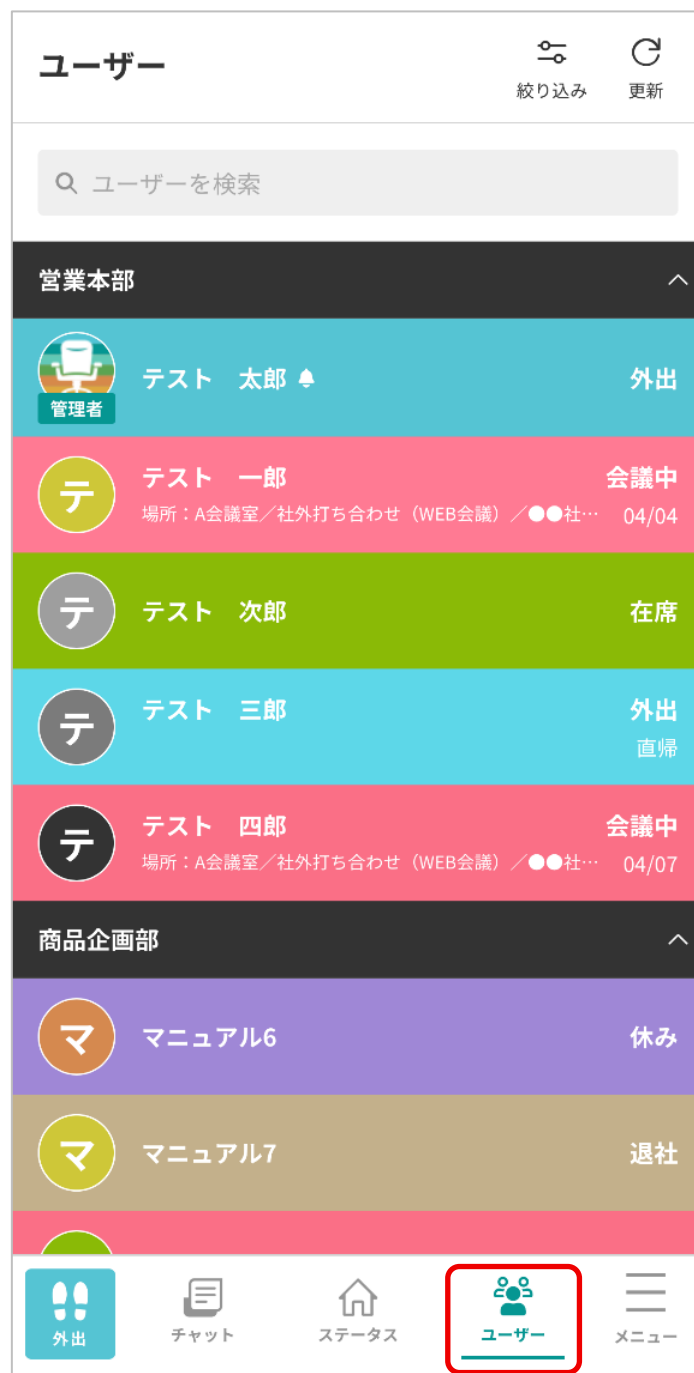 ユーザー
絞り込み
更新
ユーザーを検索
営業本部
管理者
テスト　太郎
外出
テ
テスト　一郎
会議中
場所：A会議室／社外打ち合わせ（WEB会議）／●●社…
04/04
テ
テスト　次郎
在席
テ
テスト　三郎
外出
直帰
テ
テスト　四郎
会議中
場所：A会議室／社外打ち合わせ（WEB会議）／●●社…
04/07
商品企画部
マ
マニュアル6
休み
マ
マニュアル7
退社
外出
チャット
ステータス
ユーザー
メニュー